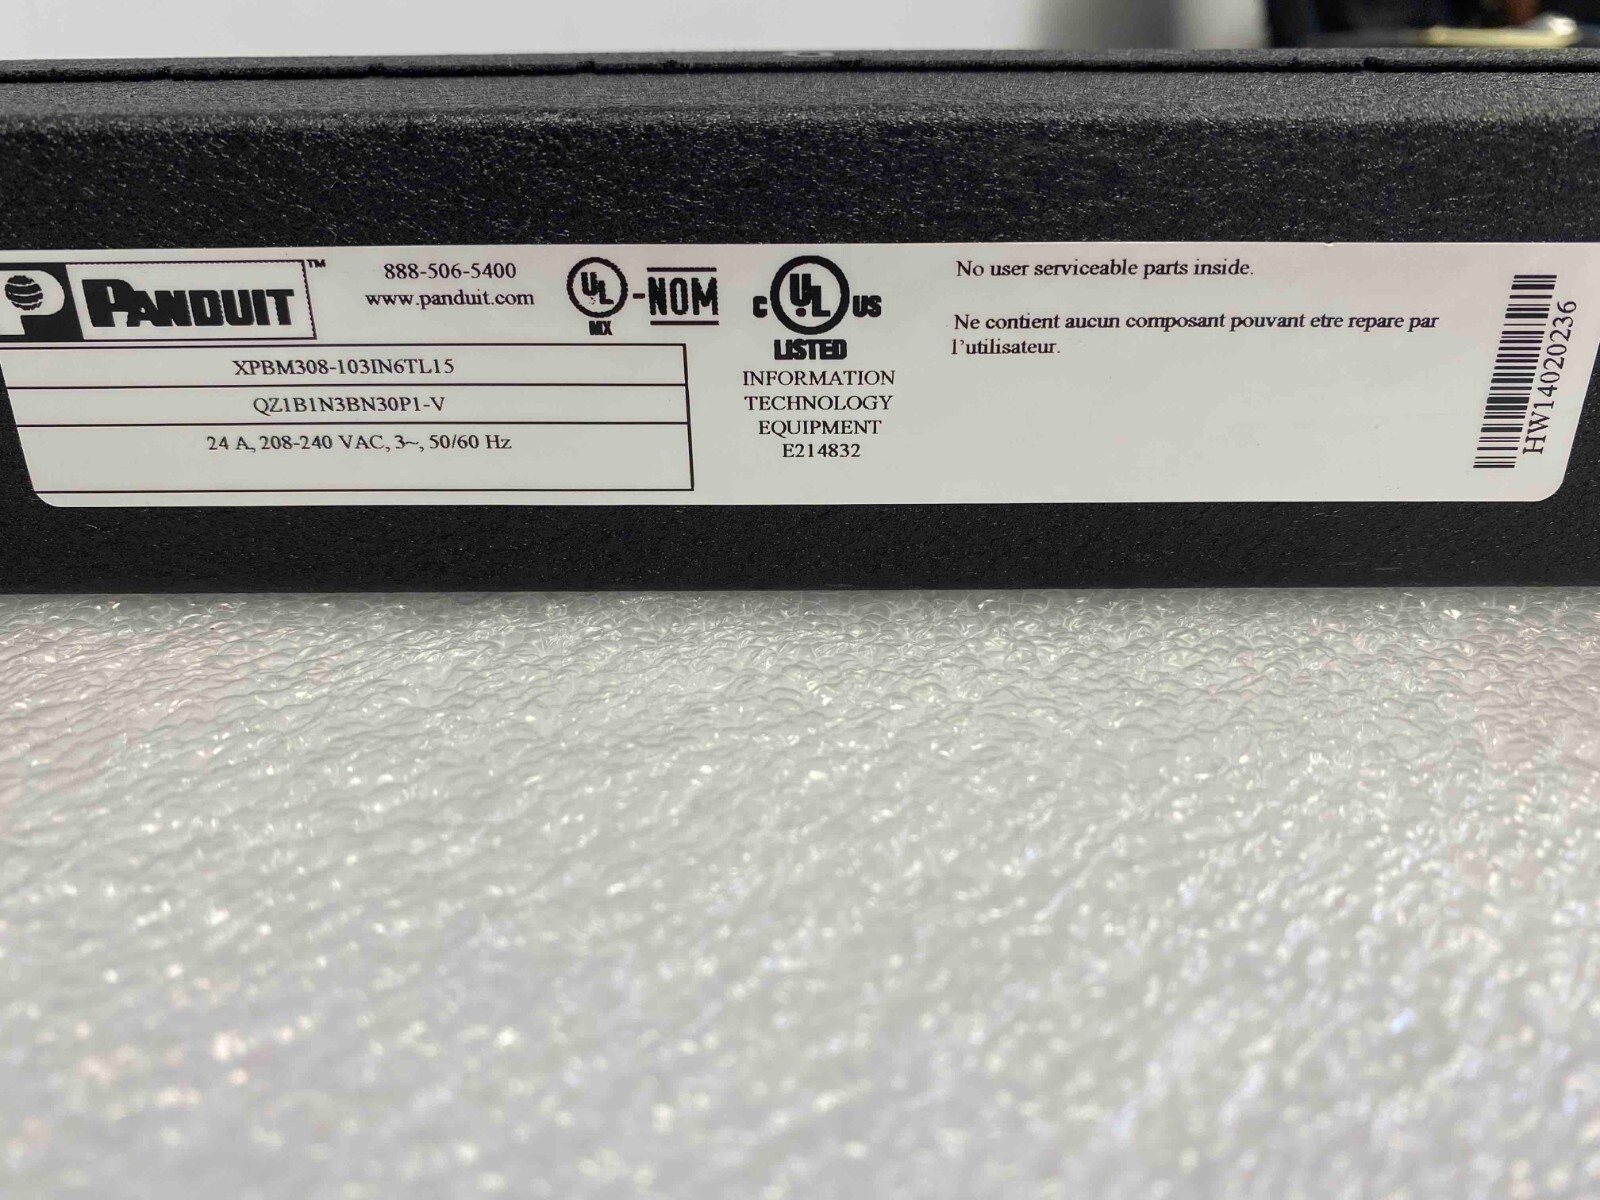 PANDUIT™
888-506-5400
www.panduit.com
XPBM308-103IN6TL15
QZ1B1N3BN30P1-V
24 A, 208-240 VAC, 3~, 50/60 Hz
UL -NOM
MX
C UL US
LISTED
INFORMATION
TECHNOLOGY
EQUIPMENT
E214832
No user serviceable parts inside.
Ne contient aucun composant pouvant etre repare par
l'utilisateur.
HW14020236